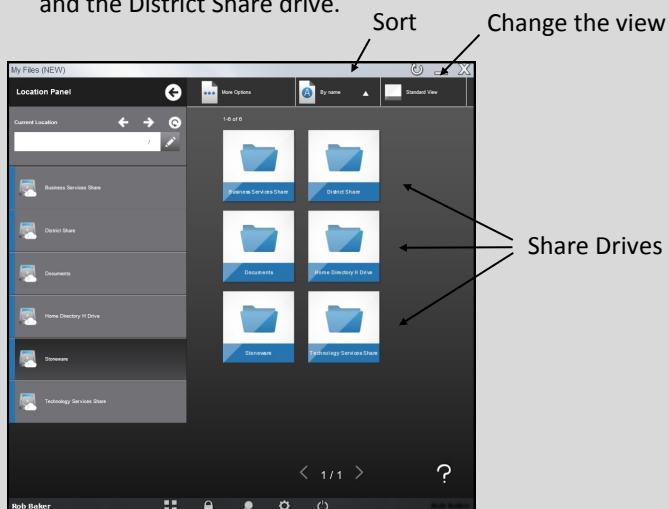 and the District Share drive.
Sort
Change the view
My Files (NEW)
Location Panel
More Options
By name
Standard View
Current Location
/
1-6 of 6
Business Services Share
District Share
Documents
Home Directory H Drive
Stoneware
Technology Services Share
Business Services Share
District Share
Documents
Home Directory H Drive
Stoneware
Technology Services Share
Share Drives
1 / 1
?
Rob Baker